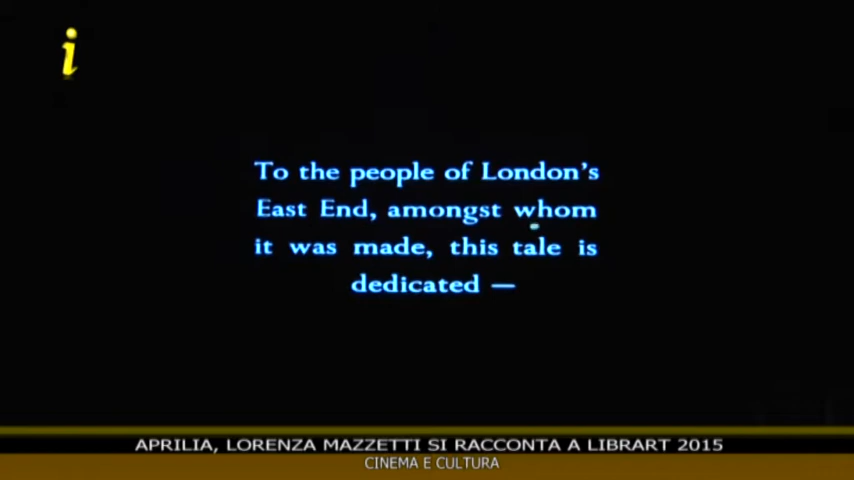 i
To the people of London's
East End, amongst whom
it was made, this tale is
dedicated —
APRILIA, LORENZA MAZZETTI SI RACCONTA A LIBRART 2015
CINEMA E CULTURA